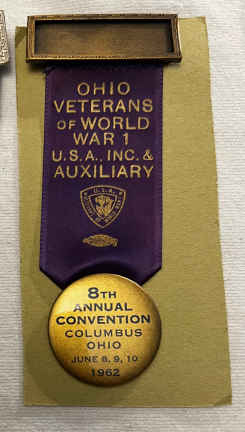 OHIO
VETERANS
OF WORLD
WAR 1
U.S.A., INC. &
AUXILIARY
U.S.A.
8TH
ANNUAL
CONVENTION
COLUMBUS
OHIO
JUNE 8, 9, 10
1962